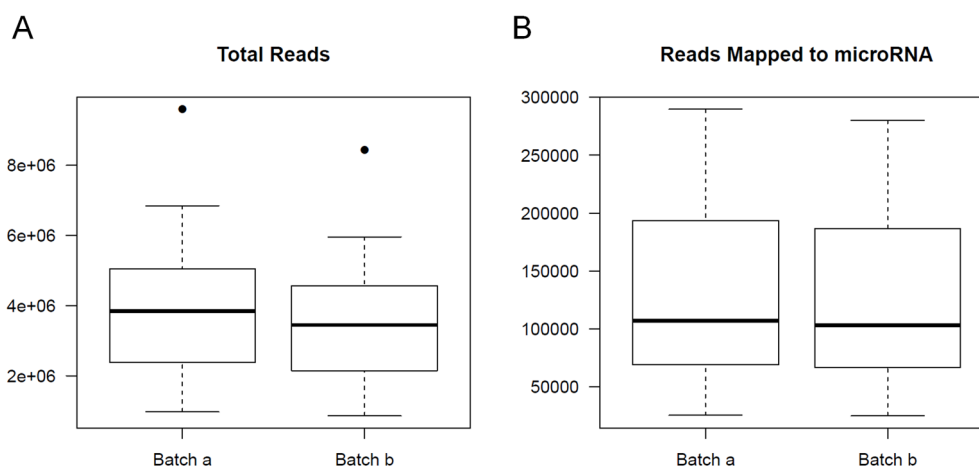 A
Total Reads
8e+06
6e+06
4e+06
2e+06
Batch a
Batch b
B
Reads Mapped to microRNA
300000
250000
200000
150000
100000
50000
Batch a
Batch b